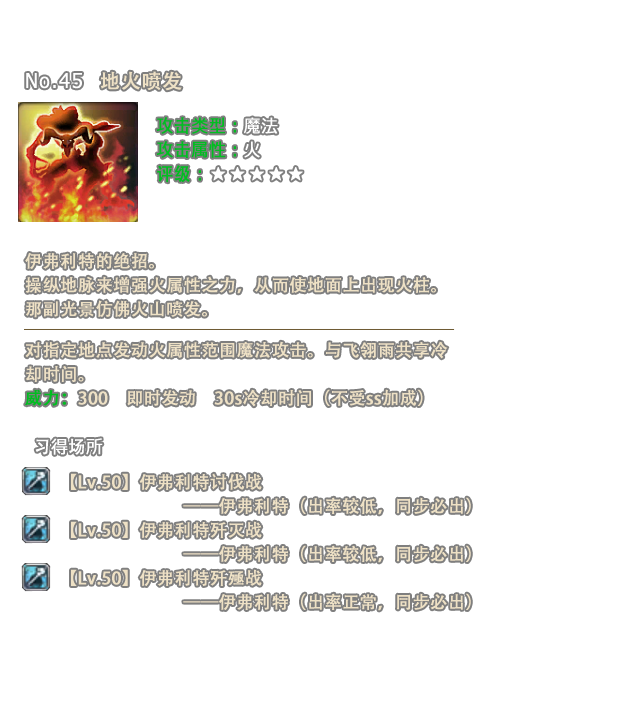 No.45 地火喷发
攻击类型：魔法
攻击属性：火
评级：☆☆☆☆☆
伊弗利特的绝招。
操纵地脉来增强火属性之力，从而使地面上出现火柱。
那副光景仿佛火山喷发。
对指定地点发动火属性范围魔法攻击。与飞翎雨共享冷
却时间。
威力：300 即时发动 30s冷却时间（不受ss加成）
习得场所
【Lv.50】伊弗利特讨伐战
——伊弗利特（出率较低，同步必出）
【Lv.50】伊弗利特歼灭战
——伊弗利特（出率较低，同步必出）
【Lv.50】伊弗利特歼殛战
——伊弗利特（出率正常，同步必出）